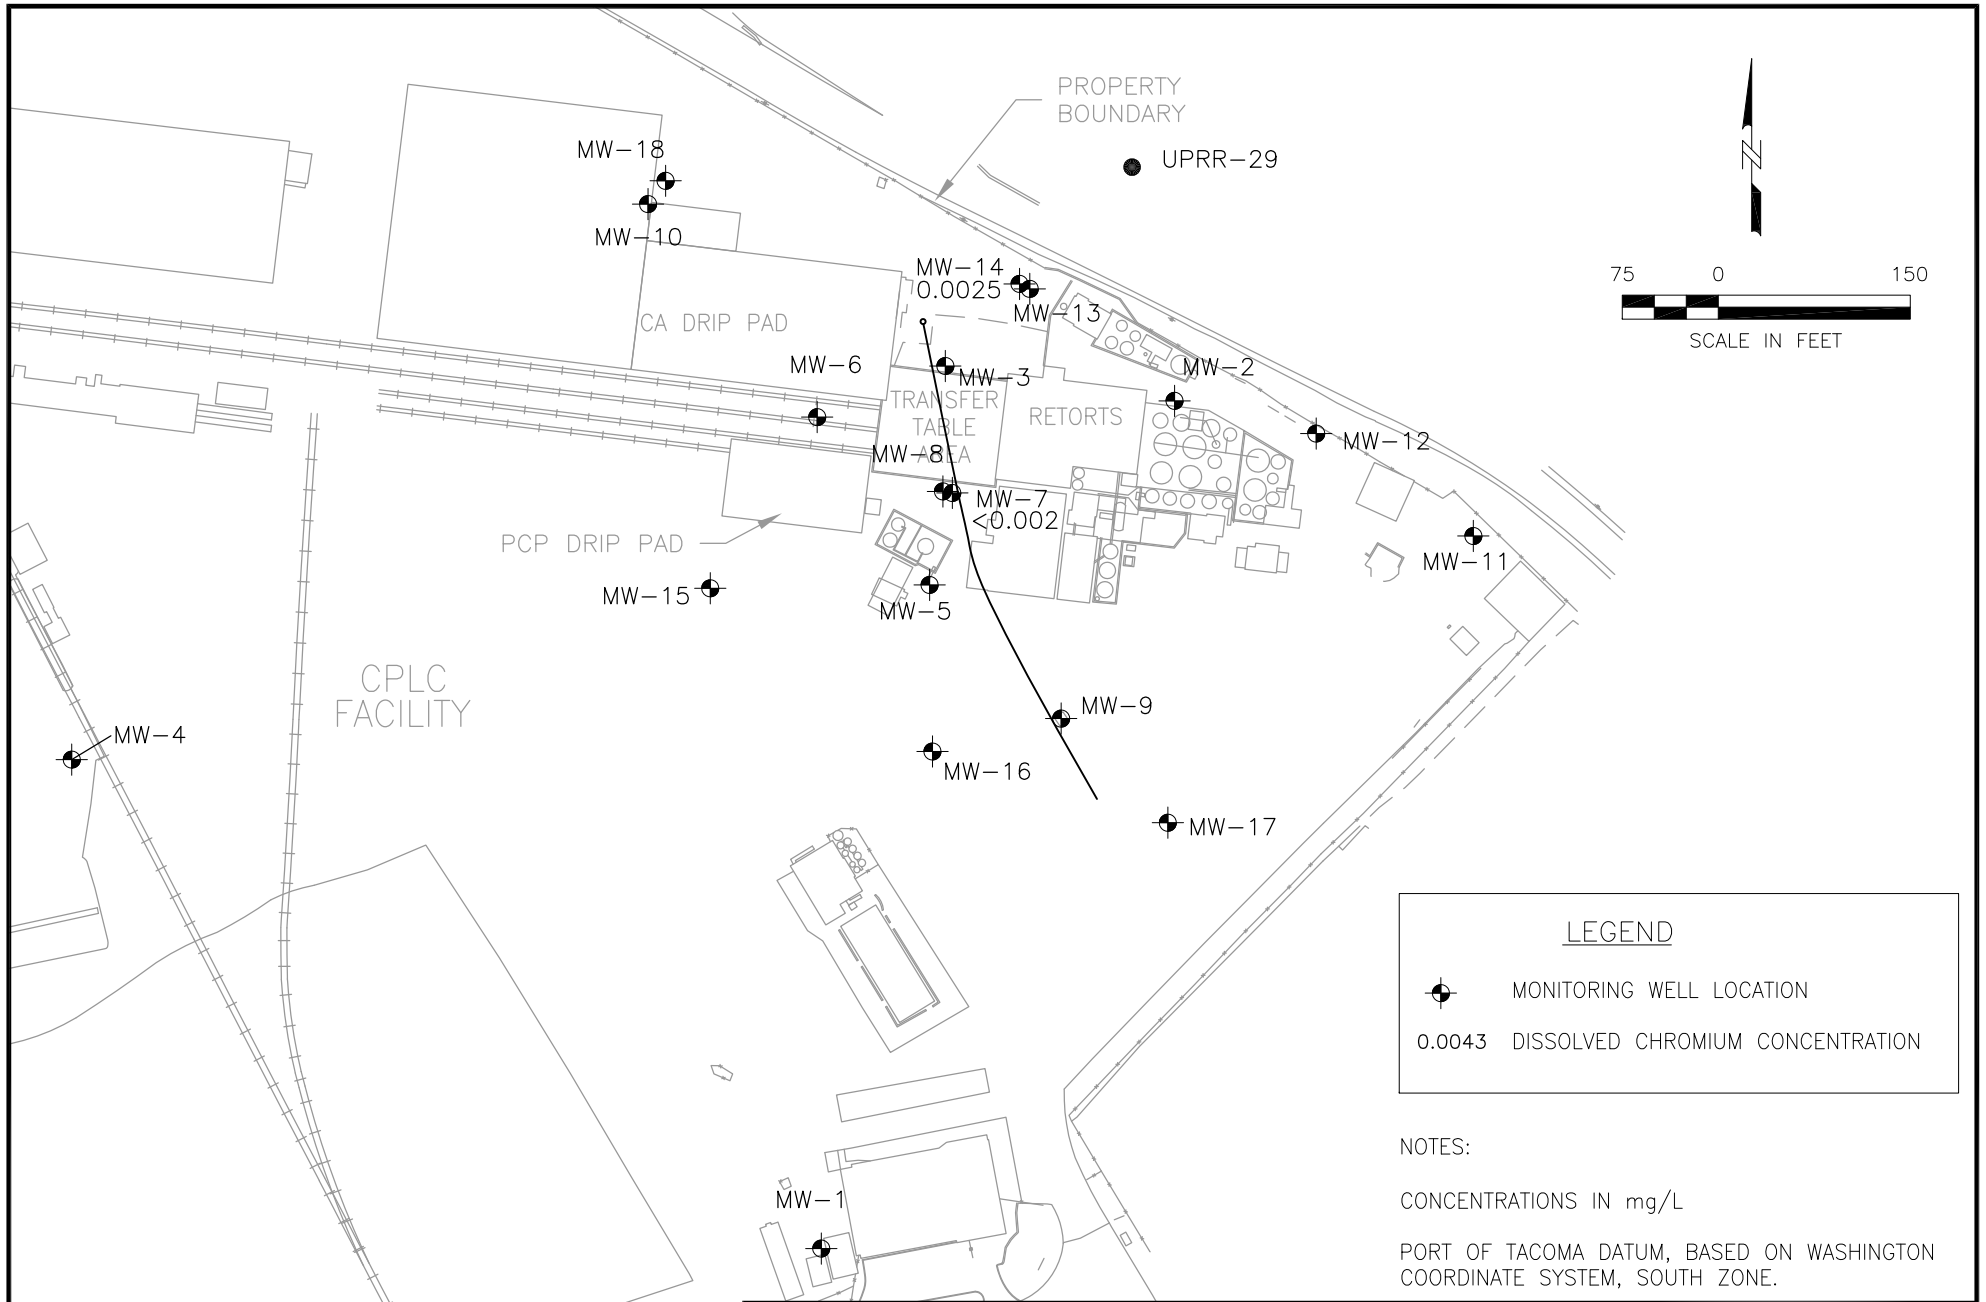 PROPERTY
BOUNDARY
UPRR-29
N
MW-18
MW-10
75 0 150
SCALE IN FEET
MW-14
0.0025
MW-13
CA DRIP PAD
MW-6
MW-3
MW-2
TRANSFER
TABLE
AREA
RETORTS
MW-12
MW-8
MW-7
<0.002
PCP DRIP PAD
MW-11
MW-15
MW-5
CPLC
FACILITY
MW-9
MW-4
MW-16
MW-17
LEGEND
MONITORING WELL LOCATION
0.0043 DISSOLVED CHROMIUM CONCENTRATION
NOTES:
CONCENTRATIONS IN mg/L
MW-1
PORT OF TACOMA DATUM, BASED ON WASHINGTON
COORDINATE SYSTEM, SOUTH ZONE.